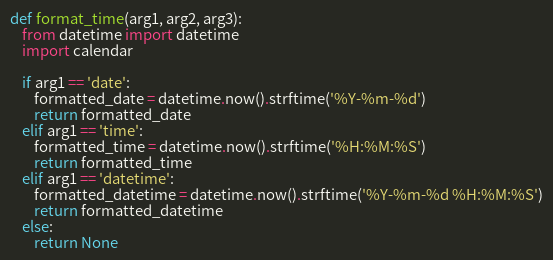 def format_time(arg1, arg2, arg3):
    from datetime import datetime
    import calendar

    if arg1 == 'date':
        formatted_date = datetime.now().strftime('%Y-%m-%d')
        return formatted_date
    elif arg1 == 'time':
        formatted_time = datetime.now().strftime('%H:%M:%S')
        return formatted_time
    elif arg1 == 'datetime':
        formatted_datetime = datetime.now().strftime('%Y-%m-%d %H:%M:%S')
        return formatted_datetime
    else:
        return None